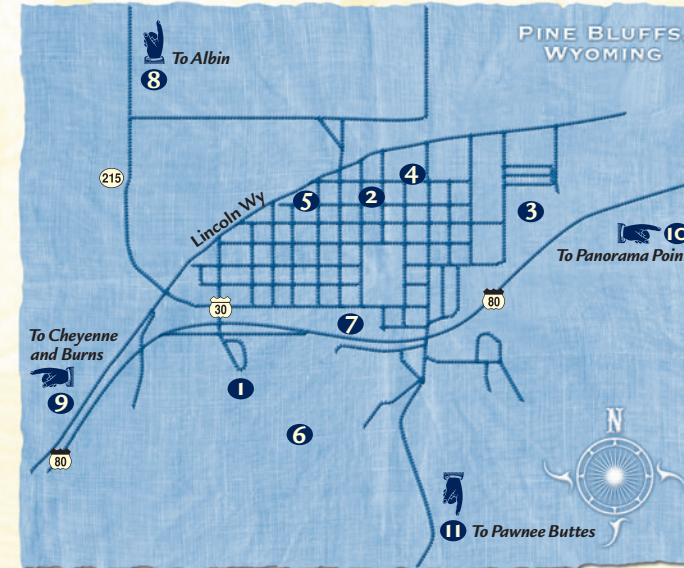 PINE BLUFFS,
WYOMING
To Albin
8
215
4
5
2
Lincoln Wy
3
10
To Panorama Poin
80
30
7
To Cheyenne
and Burns
1
9
6
80
N
11 To Pawnee Buttes